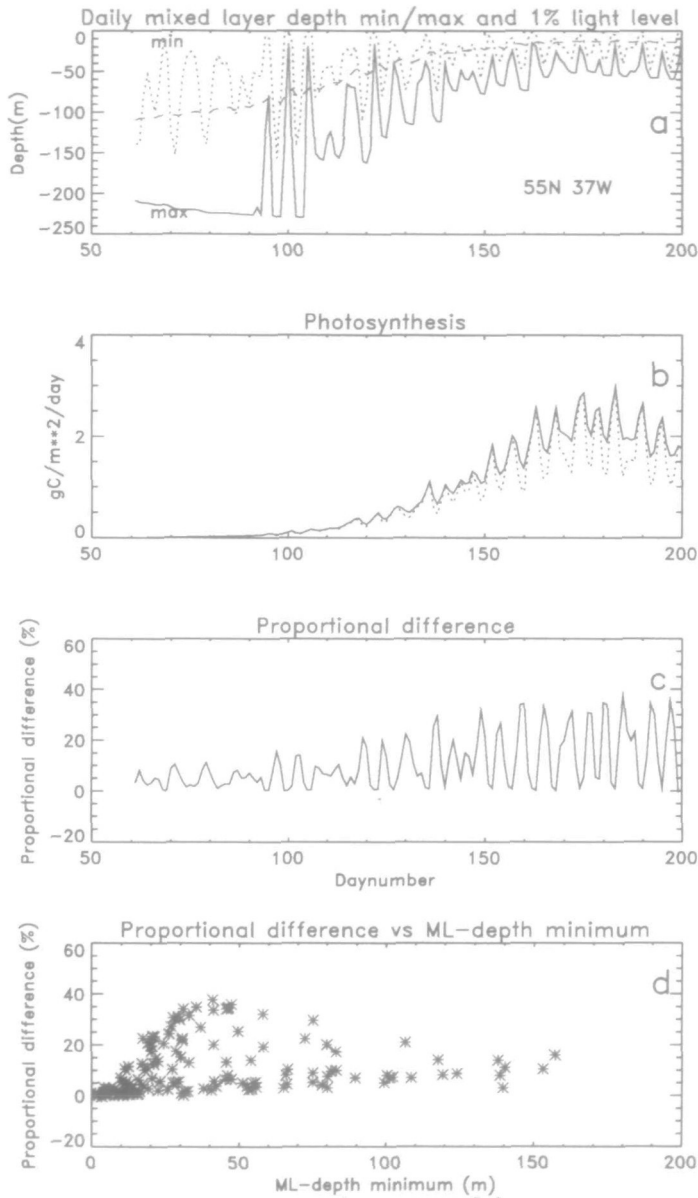 Daily mixed layer depth min/max and 1% light level
0
min
-50
-100
a
Depth(m)
-150
55N 37W
-200
max
-250
50
100
150
200
Photosynthesis
4
b
gC/m**2/day
2
0
50
100
150
200
Proportional difference
60
c
40
Proportional difference (%)
20
0
-20
50
100
150
200
Daynumber
Proportional difference vs ML-depth minimum
60
d
40
Proportional difference (%)
20
0
-20
0
50
100
150
200
ML-depth minimum (m)